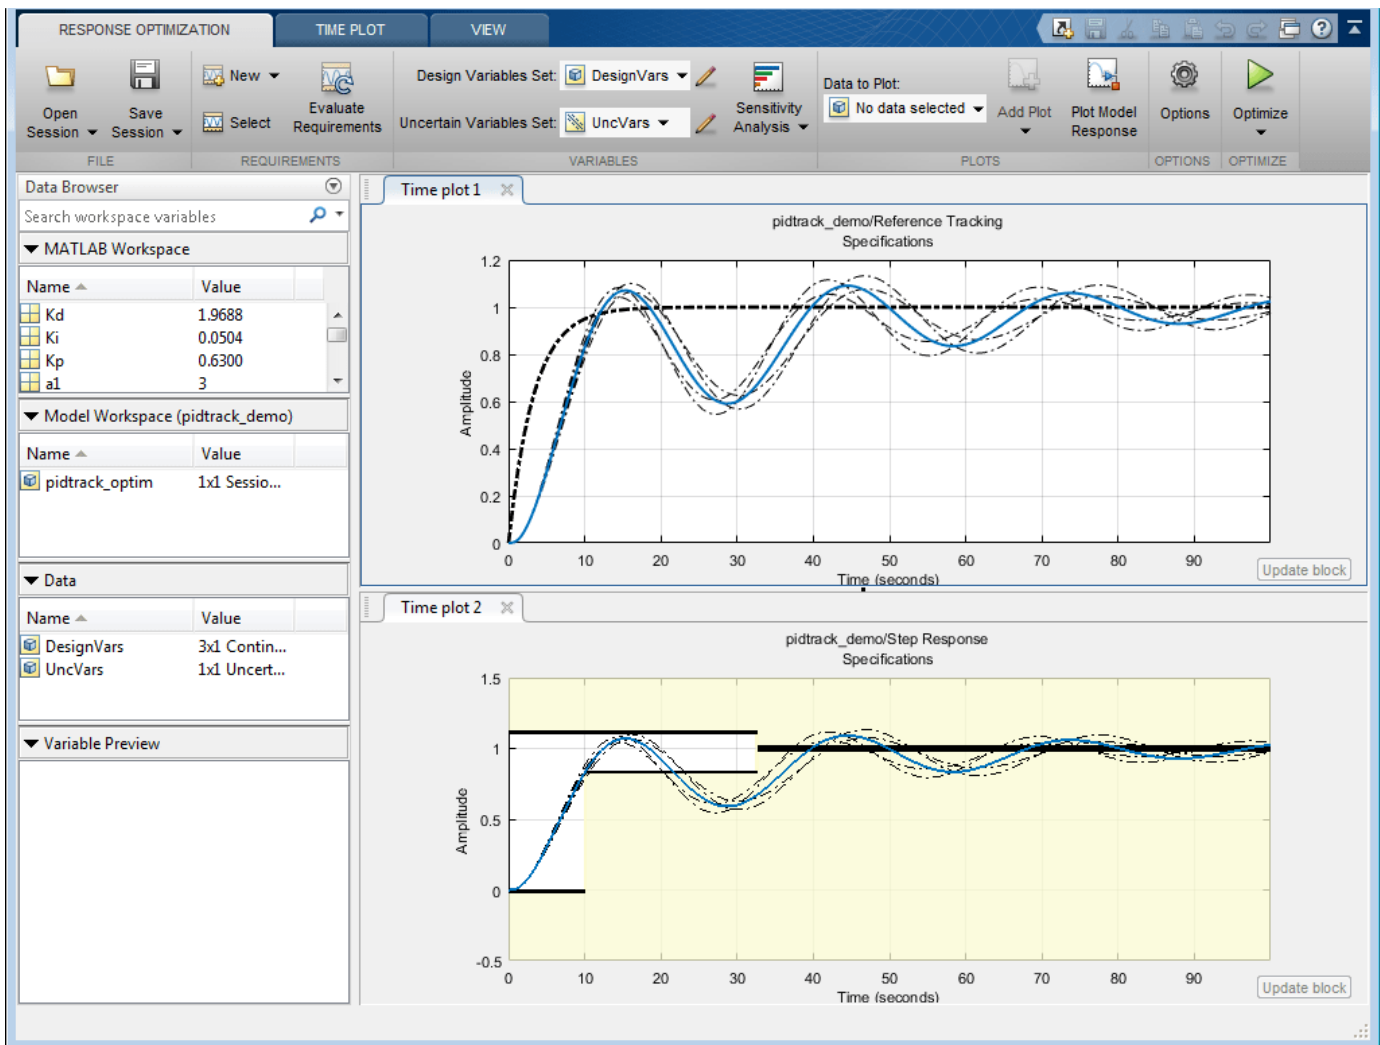 RESPONSE OPTIMIZATION TIME PLOT VIEW
New Design Variables Set: DesignVars Data to Plot:
Open Session Save Session Select Evaluate Requirements Uncertain Variables Set: UncVars Sensitivity Analysis No data selected Add Plot Plot Model Response Options Optimize
FILE REQUIREMENTS VARIABLES PLOTS OPTIONS OPTIMIZE
Data Browser
Search workspace variables
MATLAB Workspace
Name Value
Kd 1.9688
Ki 0.0504
Kp 0.6300
a1 3
Model Workspace (pidtrack_demo)
Name Value
pidtrack_optim 1x1 Sessio...
Data
Name Value
DesignVars 3x1 Contin...
UncVars 1x1 Uncert...
Variable Preview
Time plot 1
pidtrack_demo/Reference Tracking
Specifications
1.2
1
0.8
0.6
0.4
0.2
0
Amplitude
0 10 20 30 40 50 60 70 80 90
Time (seconds)
Update block
Time plot 2
pidtrack_demo/Step Response
Specifications
1.5
1
0.5
0
-0.5
Amplitude
0 10 20 30 40 50 60 70 80 90
Time (seconds)
Update block